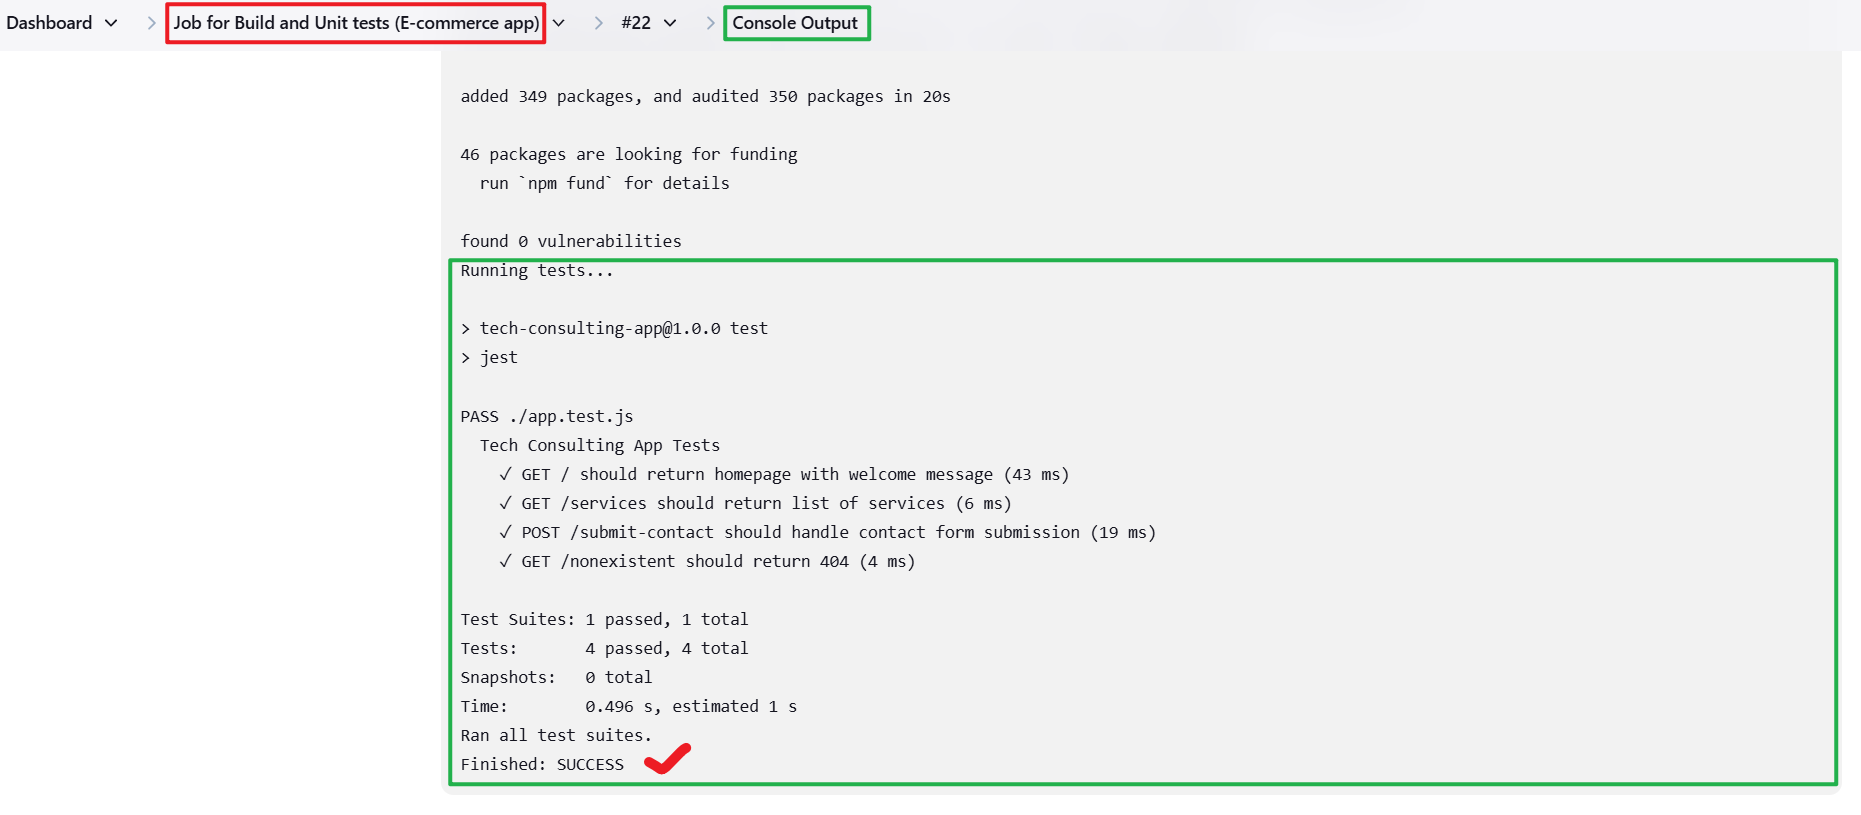 Dashboard Job for Build and Unit tests (E-commerce app) #22 Console Output
added 349 packages, and audited 350 packages in 20s
46 packages are looking for funding
run `npm fund` for details
found 0 vulnerabilities
Running tests...
> tech-consulting-app@1.0.0 test
> jest
PASS ./app.test.js
Tech Consulting App Tests
✓ GET / should return homepage with welcome message (43 ms)
✓ GET /services should return list of services (6 ms)
✓ POST /submit-contact should handle contact form submission (19 ms)
✓ GET /nonexistent should return 404 (4 ms)
Test Suites: 1 passed, 1 total
Tests:       4 passed, 4 total
Snapshots:   0 total
Time:        0.496 s, estimated 1 s
Ran all test suites.
Finished: SUCCESS